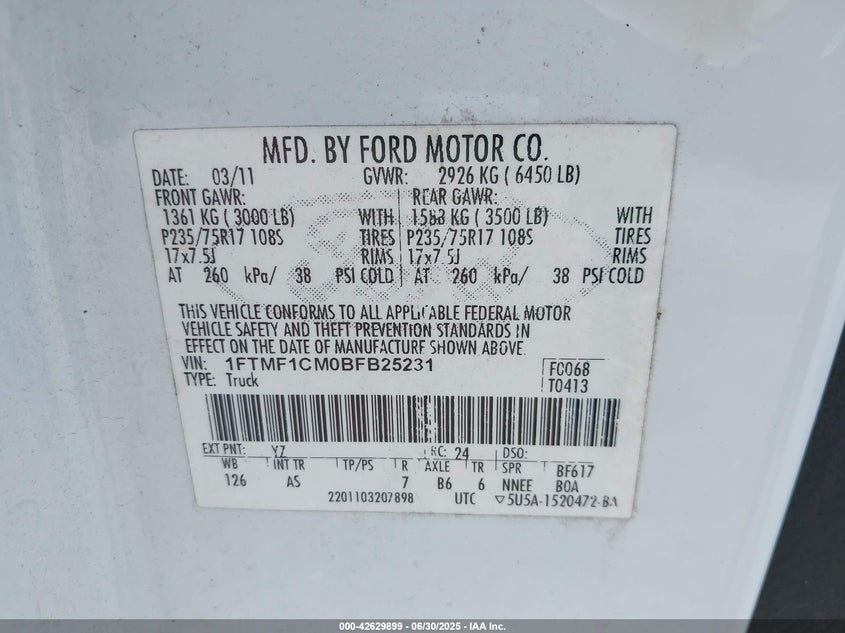 MFD. BY FORD MOTOR CO.
DATE: 03/11 GVWR: 2926 KG ( 6450 LB)
FRONT GAWR: REAR GAWR:
1361 KG ( 3000 LB) WITH 1583 KG ( 3500 LB) WITH
P235/75R17 108S TIRES P235/75R17 108S TIRES
17x7.5J RIMS 17x7.5J RIMS
AT 260 kPa/ 38 PSI COLD AT 260 kPa/ 38 PSI COLD
THIS VEHICLE CONFORMS TO ALL APPLICABLE FEDERAL MOTOR
VEHICLE SAFETY AND THEFT PREVENTION STANDARDS IN
EFFECT ON THE DATE OF MANUFACTURE SHOWN ABOVE.
VIN: 1FTMF1CM0BFB25231 FC068
TYPE: Truck T0413
EXT PNT: YZ RC: 24 DSO:
WB INT TR TP/PS R AXLE TR SPR BF617
126 AS 7 B6 6 NNEE BOA
2201103207898 UTC ▽5U5A-1520472-BA
000-42629899 - 06/30/2025 - IAA Inc.